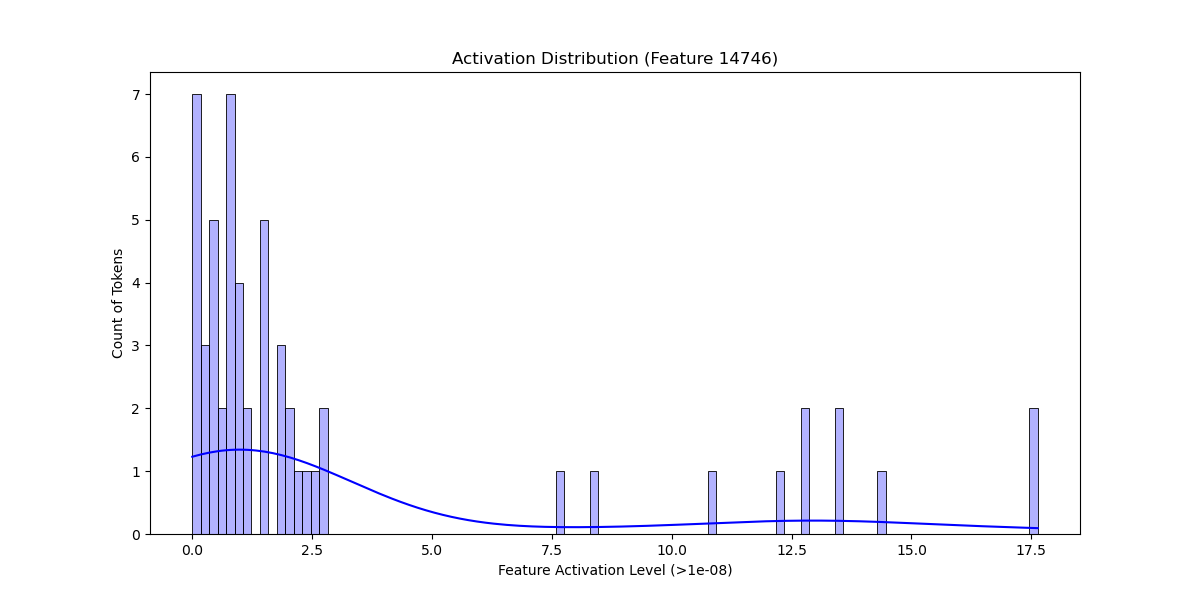 Activation Distribution (Feature 14746)
7
6
5
4
3
2
1
0
Count of Tokens
0.0 2.5 5.0 7.5 10.0 12.5 15.0 17.5
Feature Activation Level (>1e-08)